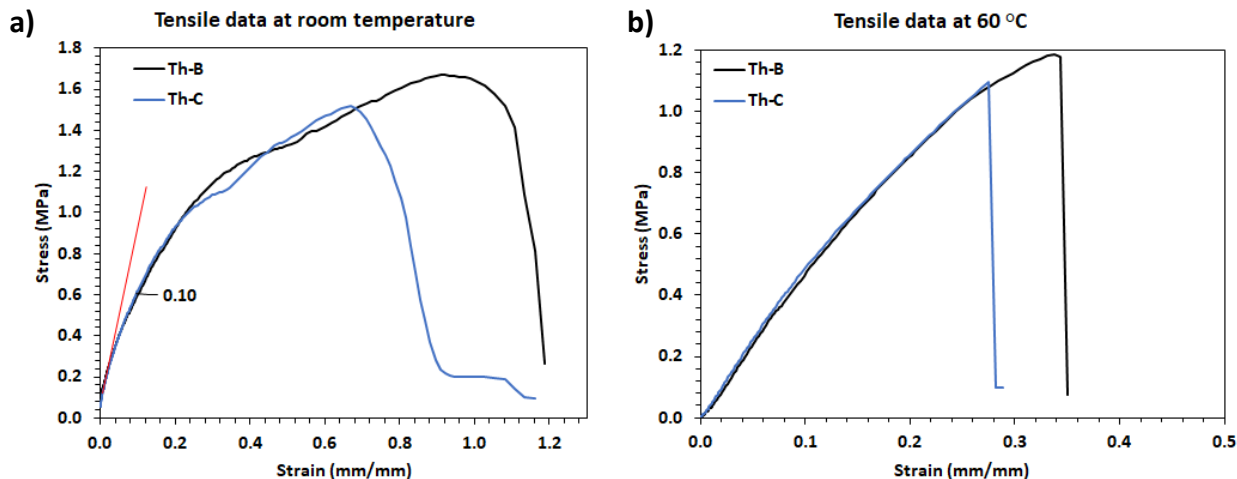 a)
Tensile data at room temperature
1.8
1.6
1.4
1.2
1.0
0.8
0.6
0.4
0.2
0.0
Stress (MPa)
Th-B
Th-C
0.10
0.0 0.2 0.4 0.6 0.8 1.0 1.2
Strain (mm/mm)
b)
Tensile data at 60 °C
1.2
1.0
0.8
0.6
0.4
0.2
0.0
Stress (MPa)
Th-B
Th-C
0.0 0.1 0.2 0.3 0.4 0.5
Strain (mm/mm)